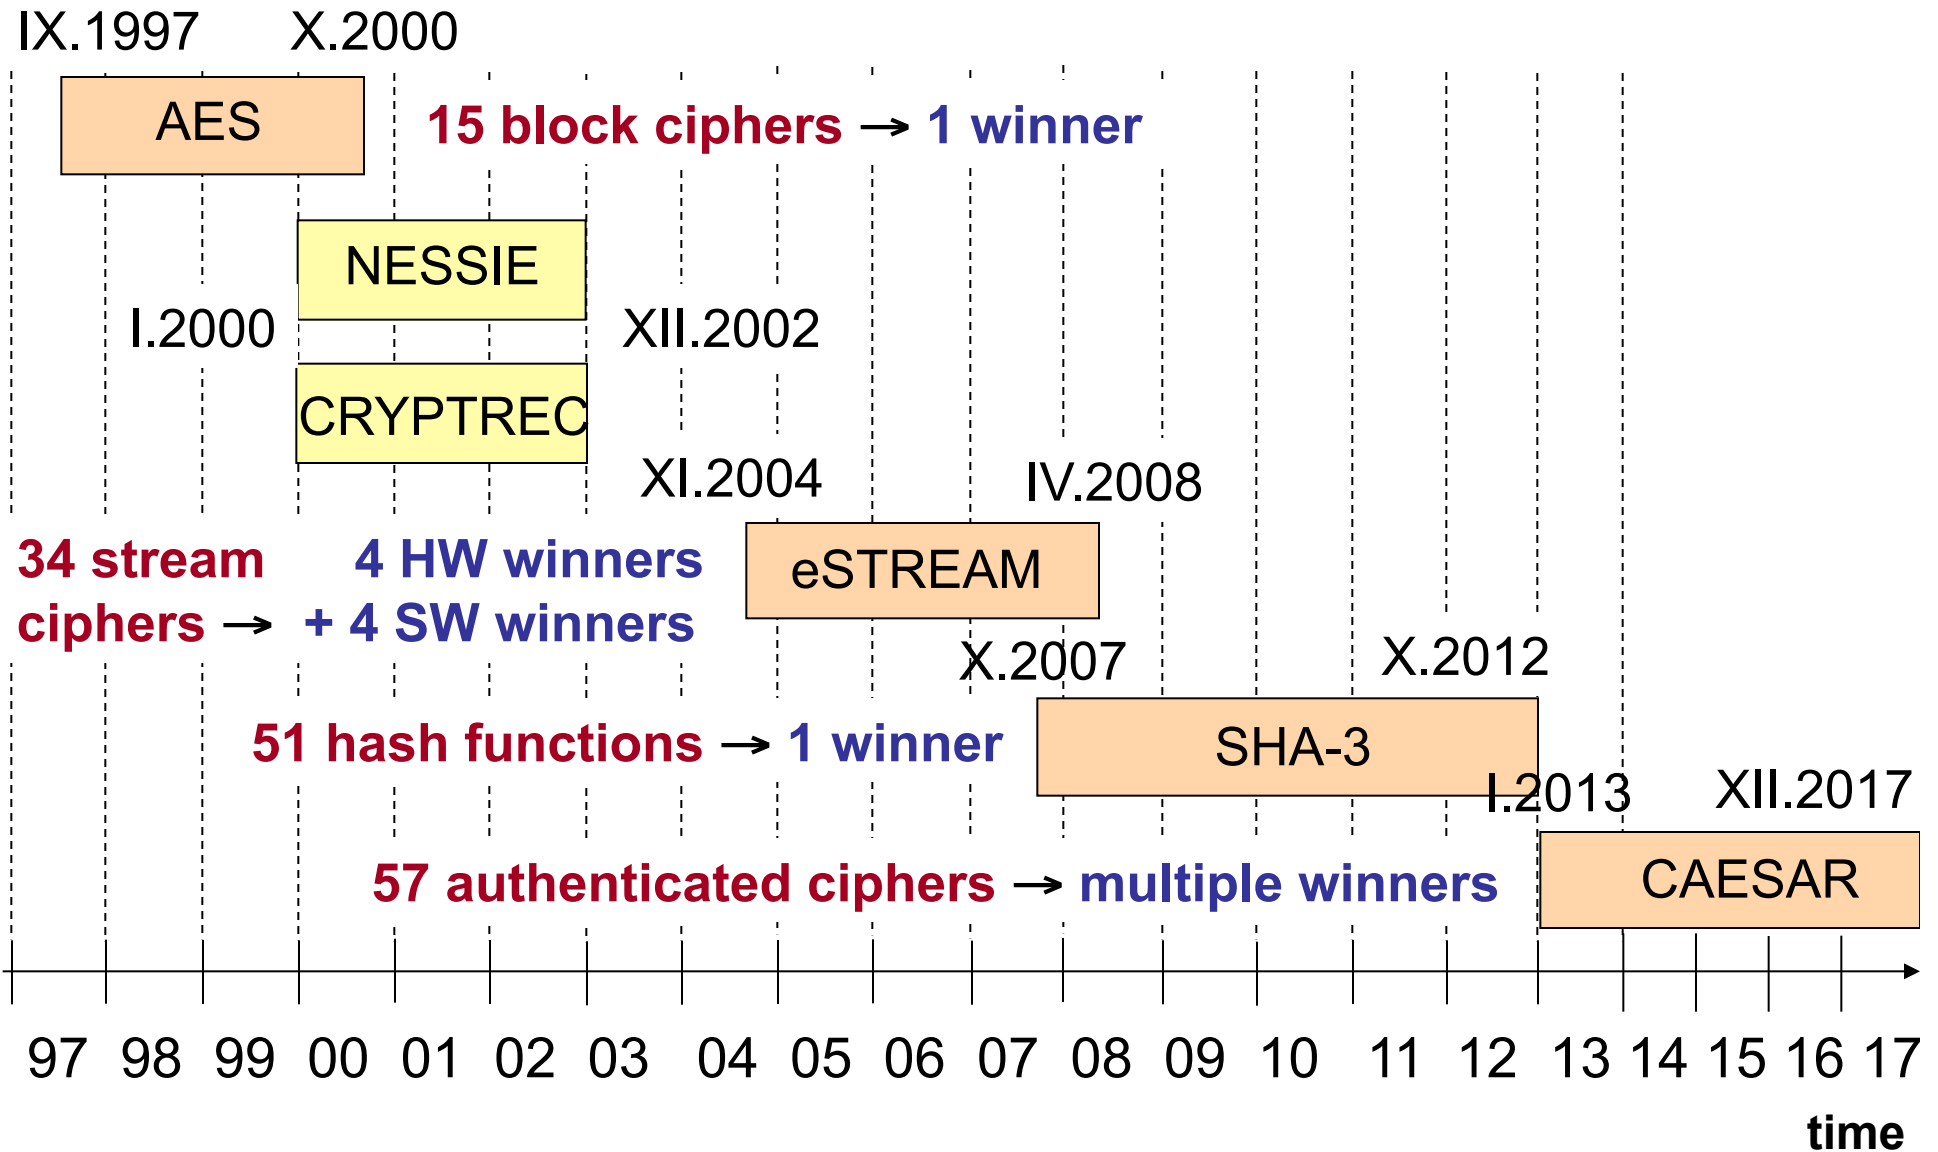 IX.1997 X.2000
AES
15 block ciphers → 1 winner
NESSIE
I.2000 XII.2002
CRYPTREC
XI.2004 IV.2008
34 stream 4 HW winners
ciphers → + 4 SW winners
eSTREAM
X.2007 X.2012
51 hash functions → 1 winner
SHA-3
I.2013 XII.2017
57 authenticated ciphers → multiple winners
CAESAR
97 98 99 00 01 02 03 04 05 06 07 08 09 10 11 12 13 14 15 16 17
time